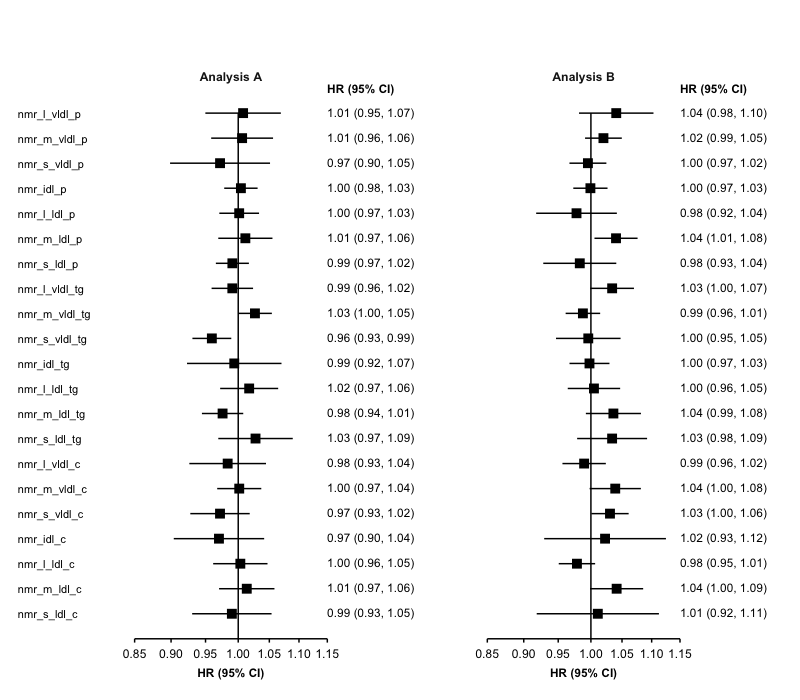 Analysis A Analysis B
HR (95% CI) HR (95% CI)
nmr_l_vldl_p 1.01 (0.95, 1.07) 1.04 (0.98, 1.10)
nmr_m_vldl_p 1.01 (0.96, 1.06) 1.02 (0.99, 1.05)
nmr_s_vldl_p 0.97 (0.90, 1.05) 1.00 (0.97, 1.02)
nmr_idl_p 1.00 (0.98, 1.03) 1.00 (0.97, 1.03)
nmr_l_ldl_p 1.00 (0.97, 1.03) 0.98 (0.92, 1.04)
nmr_m_ldl_p 1.01 (0.97, 1.06) 1.04 (1.01, 1.08)
nmr_s_ldl_p 0.99 (0.97, 1.02) 0.98 (0.93, 1.04)
nmr_l_vldl_tg 0.99 (0.96, 1.02) 1.03 (1.00, 1.07)
nmr_m_vldl_tg 1.03 (1.00, 1.05) 0.99 (0.96, 1.01)
nmr_s_vldl_tg 0.96 (0.93, 0.99) 1.00 (0.95, 1.05)
nmr_idl_tg 0.99 (0.92, 1.07) 1.00 (0.97, 1.03)
nmr_l_ldl_tg 1.02 (0.97, 1.06) 1.00 (0.96, 1.05)
nmr_m_ldl_tg 0.98 (0.94, 1.01) 1.04 (0.99, 1.08)
nmr_s_ldl_tg 1.03 (0.97, 1.09) 1.03 (0.98, 1.09)
nmr_l_vldl_c 0.98 (0.93, 1.04) 0.99 (0.96, 1.02)
nmr_m_vldl_c 1.00 (0.97, 1.04) 1.04 (1.00, 1.08)
nmr_s_vldl_c 0.97 (0.93, 1.02) 1.03 (1.00, 1.06)
nmr_idl_c 0.97 (0.90, 1.04) 1.02 (0.93, 1.12)
nmr_l_ldl_c 1.00 (0.96, 1.05) 0.98 (0.95, 1.01)
nmr_m_ldl_c 1.01 (0.97, 1.06) 1.04 (1.00, 1.09)
nmr_s_ldl_c 0.99 (0.93, 1.05) 1.01 (0.92, 1.11)
0.85 0.90 0.95 1.00 1.05 1.10 1.15 0.85 0.90 0.95 1.00 1.05 1.10 1.15
HR (95% CI) HR (95% CI)